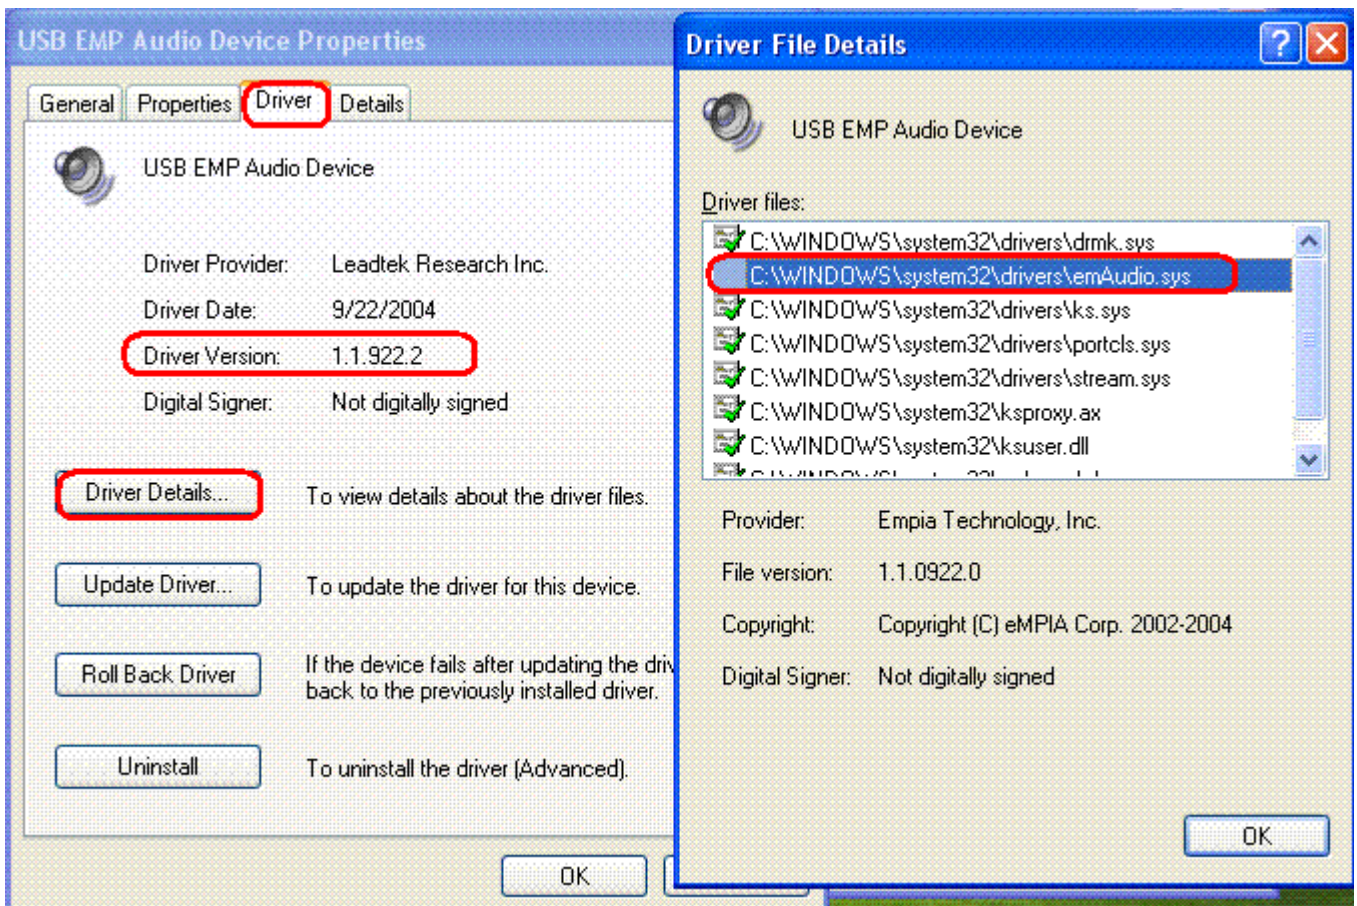 USB EMP Audio Device Properties
General Properties Driver Details
USB EMP Audio Device
Driver Provider: Leadtek Research Inc.
Driver Date: 9/22/2004
Driver Version: 1.1.922.2
Digital Signer: Not digitally signed
Driver Details... To view details about the driver files.
Update Driver... To update the driver for this device.
Roll Back Driver If the device fails after updating the
back to the previously installed driver.
Uninstall To uninstall the driver (Advanced).
OK
Driver File Details
USB EMP Audio Device
Driver files:
C:\WINDOWS\system32\drivers\drmk.sys
C:\WINDOWS\system32\drivers\emAudio.sys
C:\WINDOWS\system32\drivers\ks.sys
C:\WINDOWS\system32\drivers\portcls.sys
C:\WINDOWS\system32\drivers\stream.sys
C:\WINDOWS\system32\ksproxy.ax
C:\WINDOWS\system32\ksuser.dll
Provider: Empia Technology, Inc.
File version: 1.1.0922.0
Copyright: Copyright (C) eMPIA Corp. 2002-2004
Digital Signer: Not digitally signed
OK